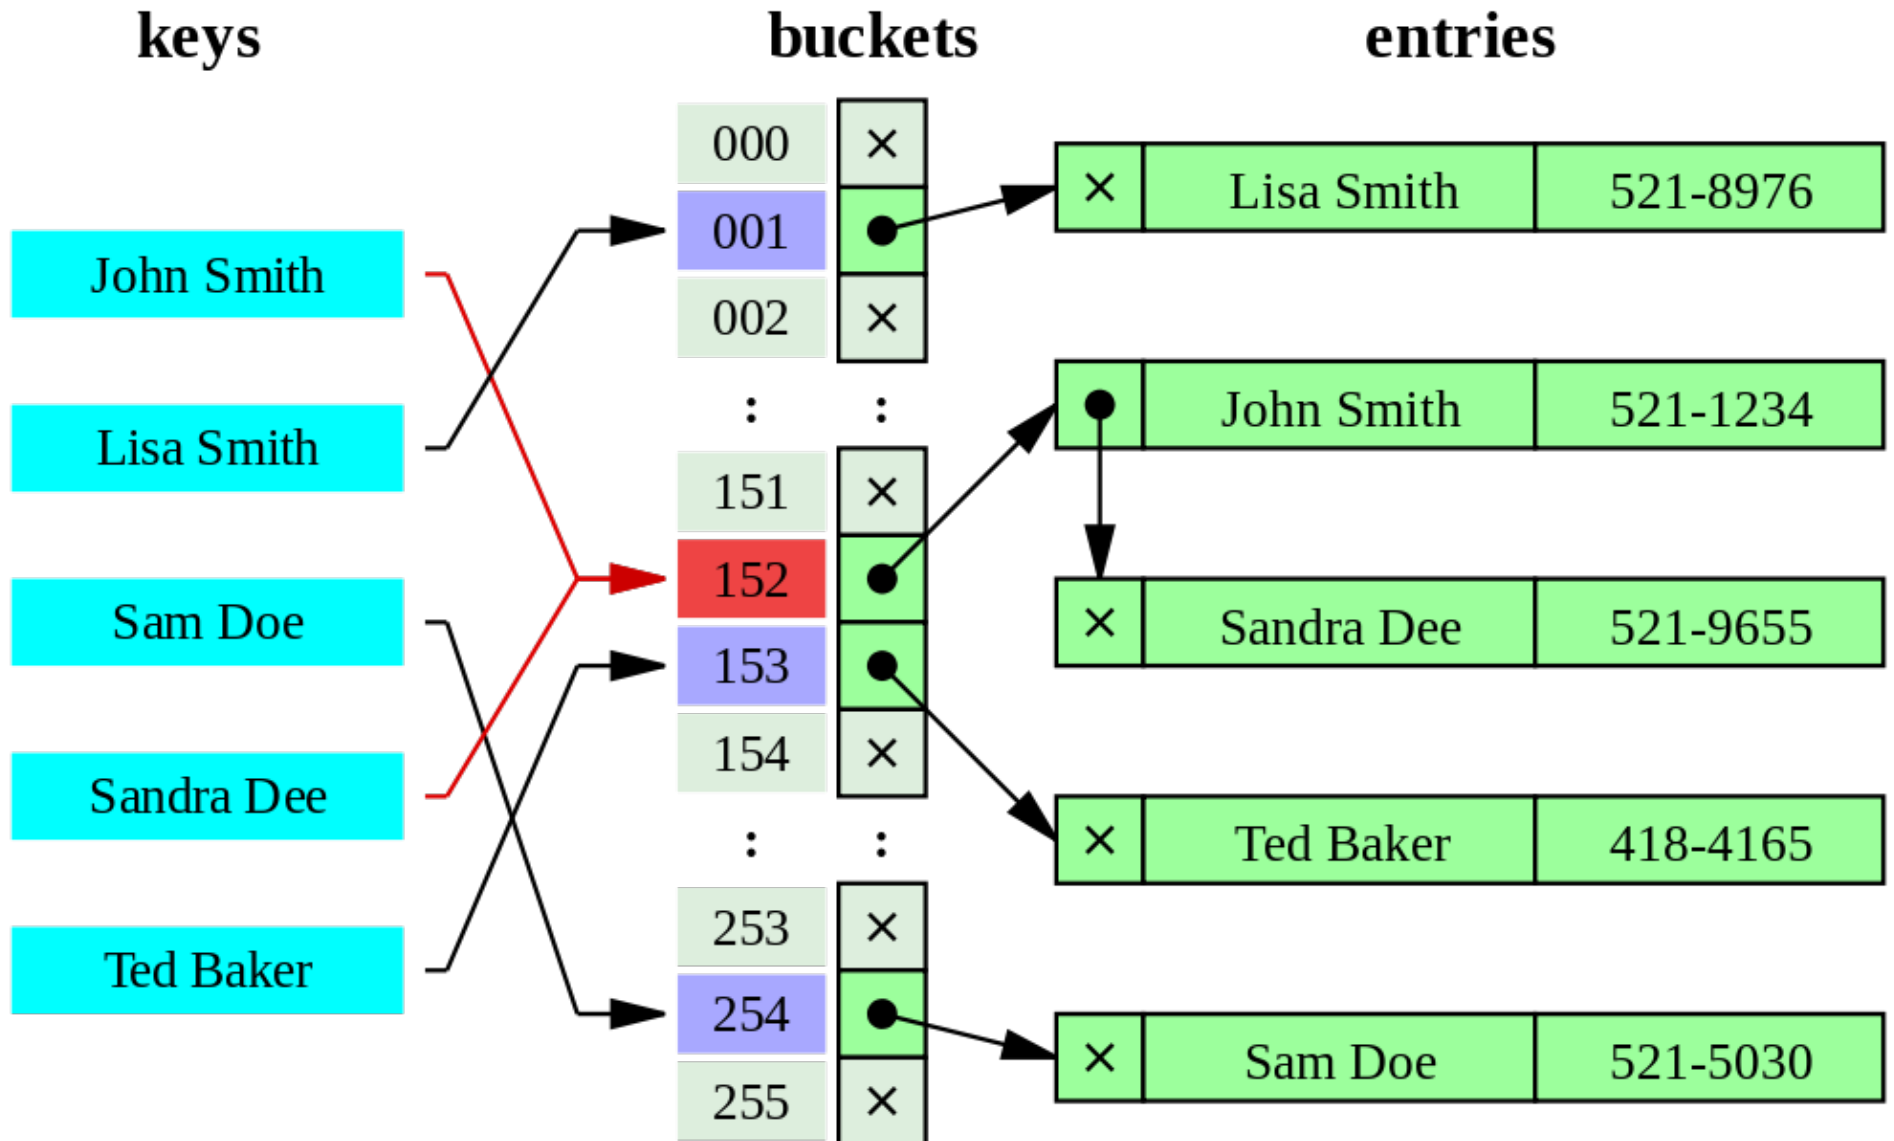 keys
buckets
entries
John Smith
Lisa Smith
Sam Doe
Sandra Dee
Ted Baker
000 ×
001
002 ×
: :
151 ×
152
153
154 ×
: :
253 ×
254
255 ×
× Lisa Smith 521-8976
John Smith 521-1234
× Sandra Dee 521-9655
× Ted Baker 418-4165
× Sam Doe 521-5030